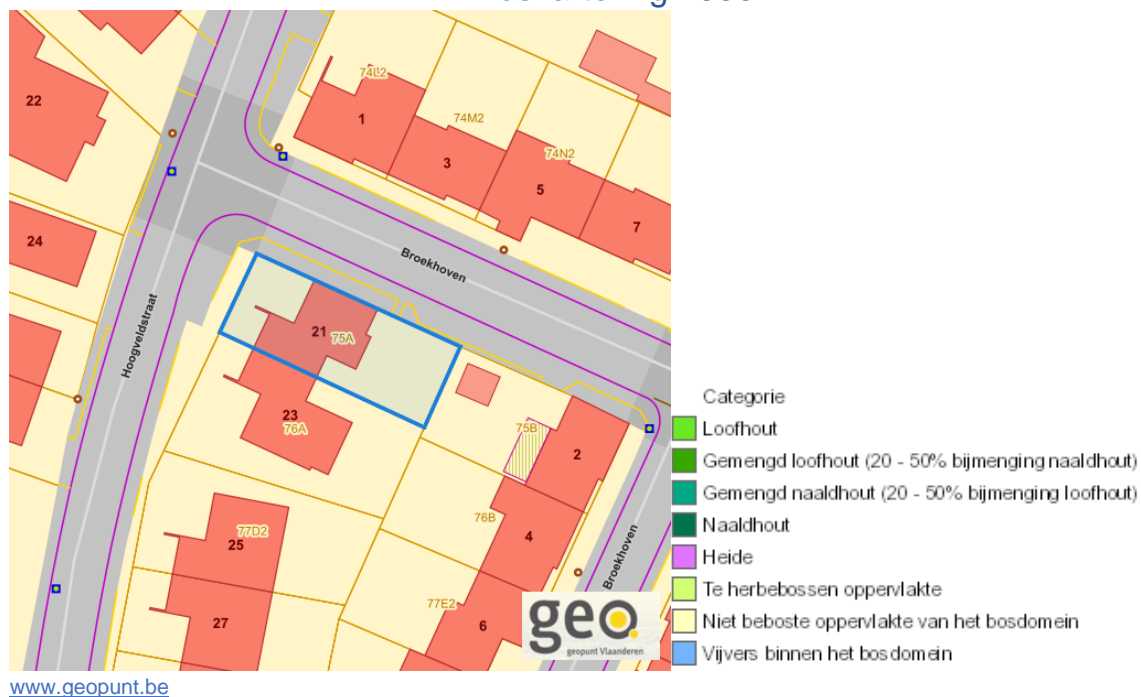 22
74L2
1
74M2
3
74N2
5
7
24
Broekhoven
Hoogveldstraat
21
75A
23
76A
75B
2
76B
4
77D2
25
77E2
Broekhoven
27
6
geo.
geopunt Vlaanderen
Categorie
Loofhout
Gemengd loofhout (20 - 50% bijmenging naaldhout)
Gemengd naaldhout (20 - 50% bijmenging loofhout)
Naaldhout
Heide
Te herbebossen oppervlakte
Niet beboste oppervlakte van het bosdomein
Vijvers binnen het bosdomein
www.geopunt.be